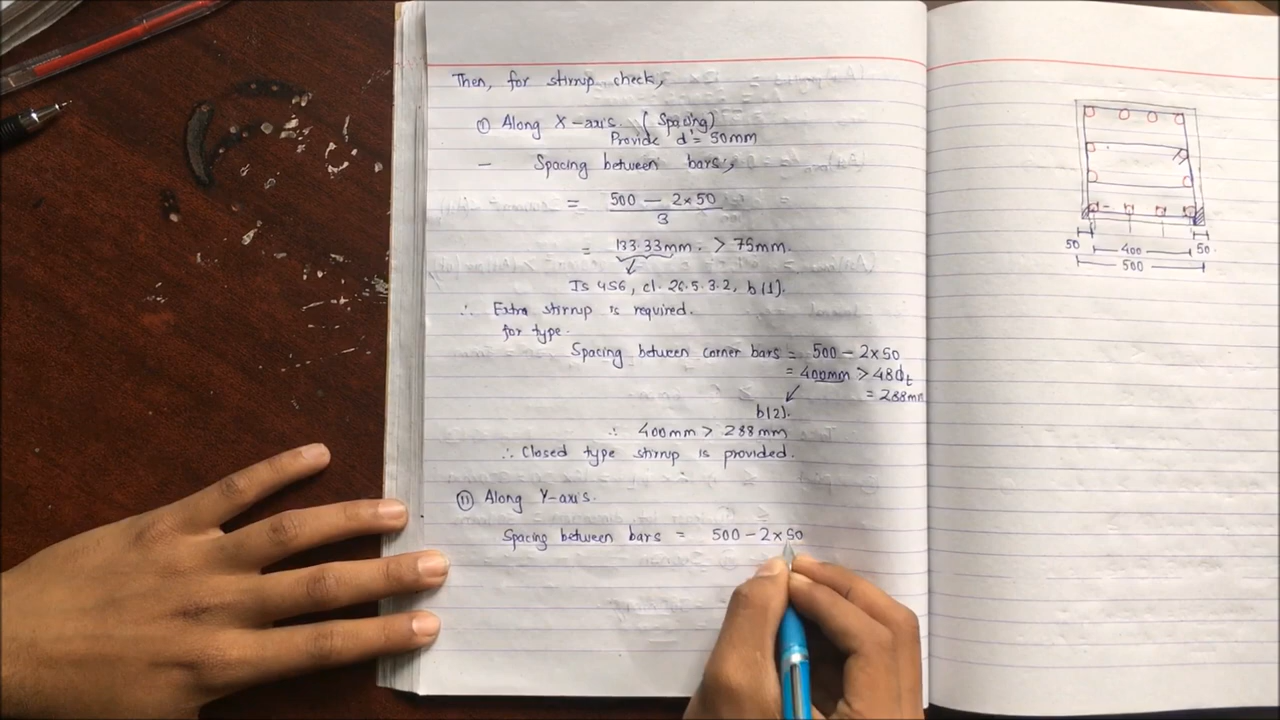 Then, for stirrup check,
① Along X-axis. (Spacing)
Provide d' = 50mm
— Spacing between bars,
= 500 – 2×50
3
= 133.33mm. > 75mm.
Is 456, cl. 26.5.3.2, b(1).
∴ Extra stirrup is required.
for type.
Spacing between corner bars = 500 – 2×50
= 400mm > 48ϕt
= 288mm
b(2).
∴ 400mm > 288mm
∴ Closed type stirrup is provided.
⑪ Along Y-axis.
Spacing between bars = 500 – 2×50
50 400 50.
500